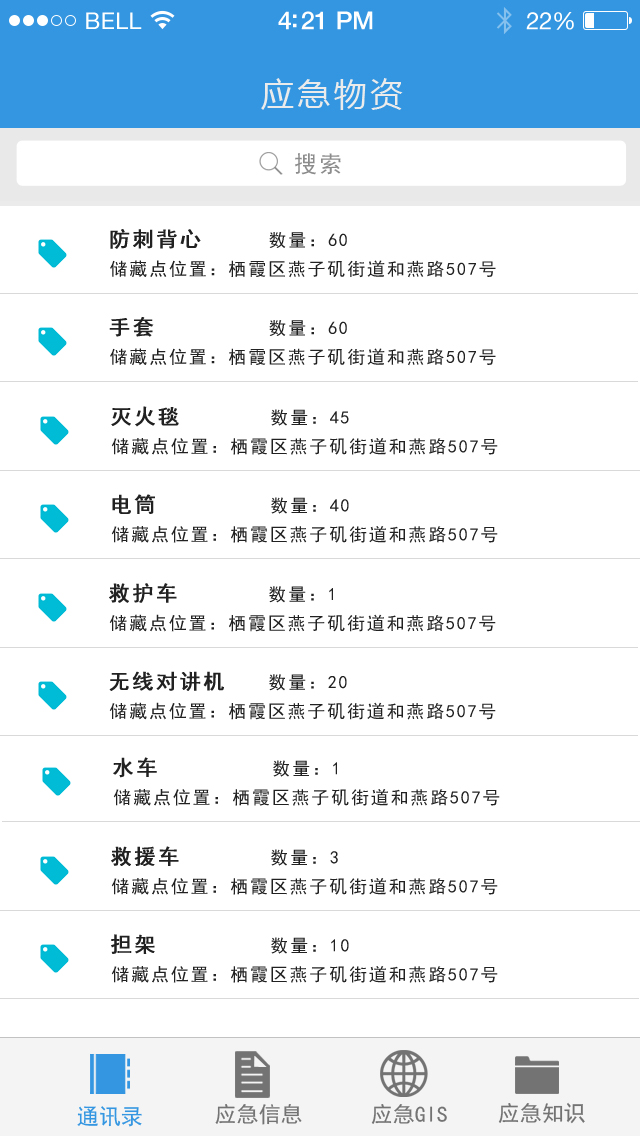 BELL 4:21 PM 22%
应急物资
搜索
防刺背心 数量：60
储藏点位置：栖霞区燕子矶街道和燕路507号
手套 数量：60
储藏点位置：栖霞区燕子矶街道和燕路507号
灭火毯 数量：45
储藏点位置：栖霞区燕子矶街道和燕路507号
电筒 数量：40
储藏点位置：栖霞区燕子矶街道和燕路507号
救护车 数量：1
储藏点位置：栖霞区燕子矶街道和燕路507号
无线对讲机 数量：20
储藏点位置：栖霞区燕子矶街道和燕路507号
水车 数量：1
储藏点位置：栖霞区燕子矶街道和燕路507号
救援车 数量：3
储藏点位置：栖霞区燕子矶街道和燕路507号
担架 数量：10
储藏点位置：栖霞区燕子矶街道和燕路507号
通讯录 应急信息 应急GIS 应急知识